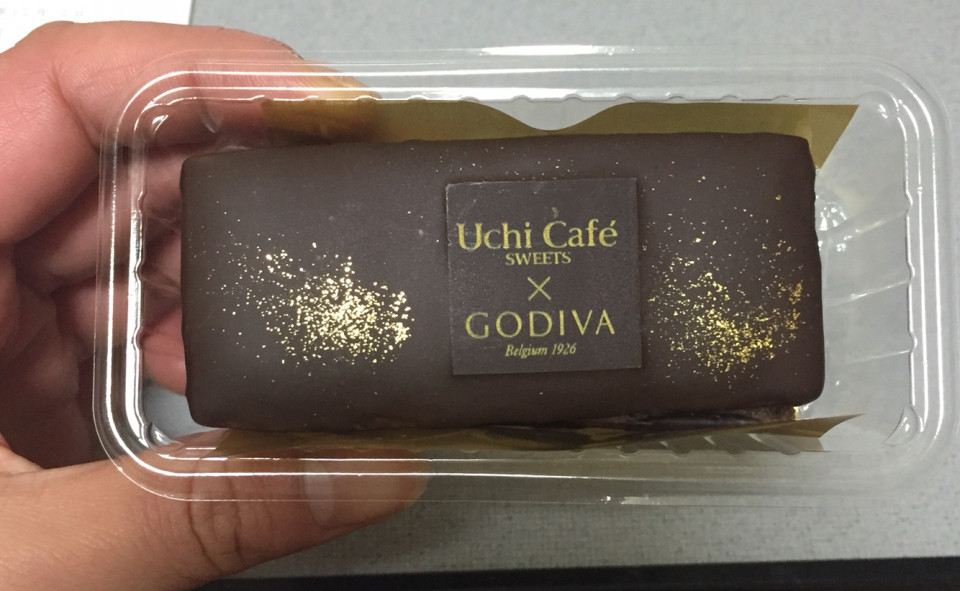 Uchi Café
SWEETS
×
GODIVA
Belgium 1926